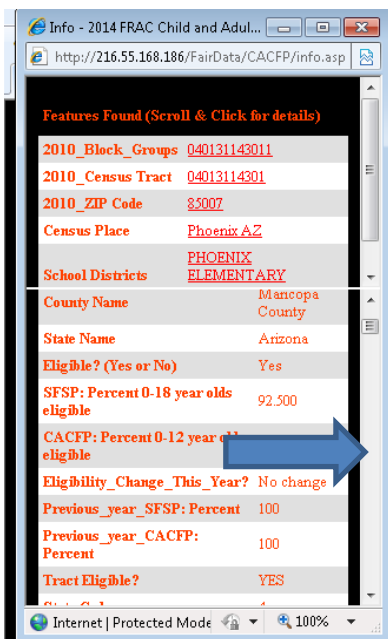 Info - 2014 FRAC Child and Adul...
http://216.55.168.186/FairData/CACFP/info.asp
Features Found (Scroll & Click for details)
2010_Block_Groups 040131143011
2010_Census Tract 04013114301
2010_ZIP Code 85007
Census Place Phoenix AZ
PHOENIX
School Districts ELEMENTARY
County Name Maricopa
County
State Name Arizona
Eligible? (Yes or No) Yes
SFSP: Percent 0-18 year olds
eligible 92.500
CACFP: Percent 0-12 year
eligible
Eligibility_Change_This_Year? No change
Previous_year_SFSP: Percent 100
Previous_year_CACFP:
Percent 100
Tract Eligible? YES
Internet | Protected Mode 100%